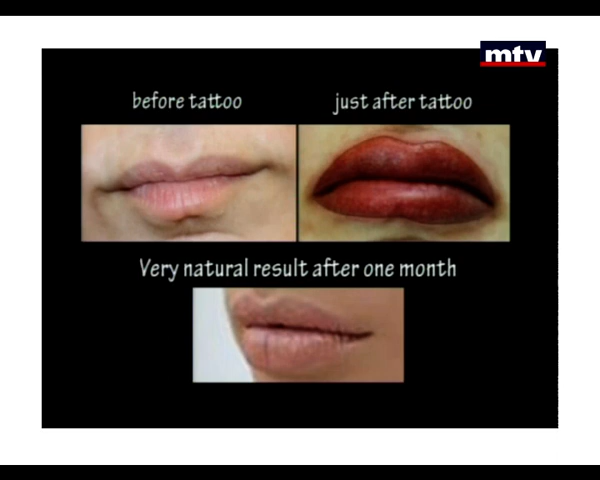 mtv
before tattoo
just after tattoo
Very natural result after one month